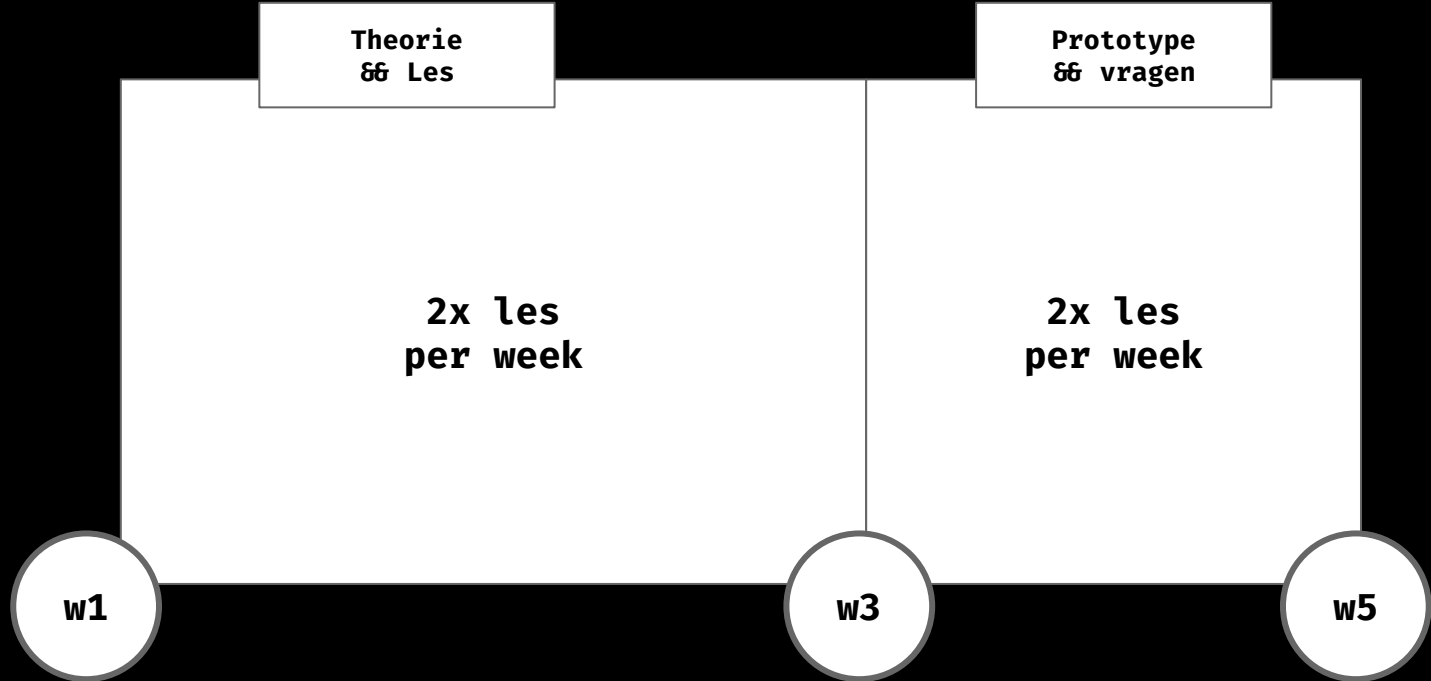 Theorie
&& Les
Prototype
&& vragen
2x les
per week
2x les
per week
w1
w3
w5